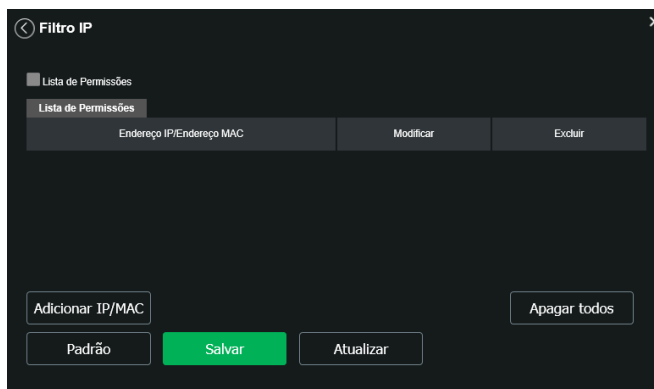 Filtro IP
Lista de Permissões
Lista de Permissões
Endereço IP/Endereço MAC Modificar Excluir
Adicionar IP/MAC Apagar todos
Padrão Salvar Atualizar